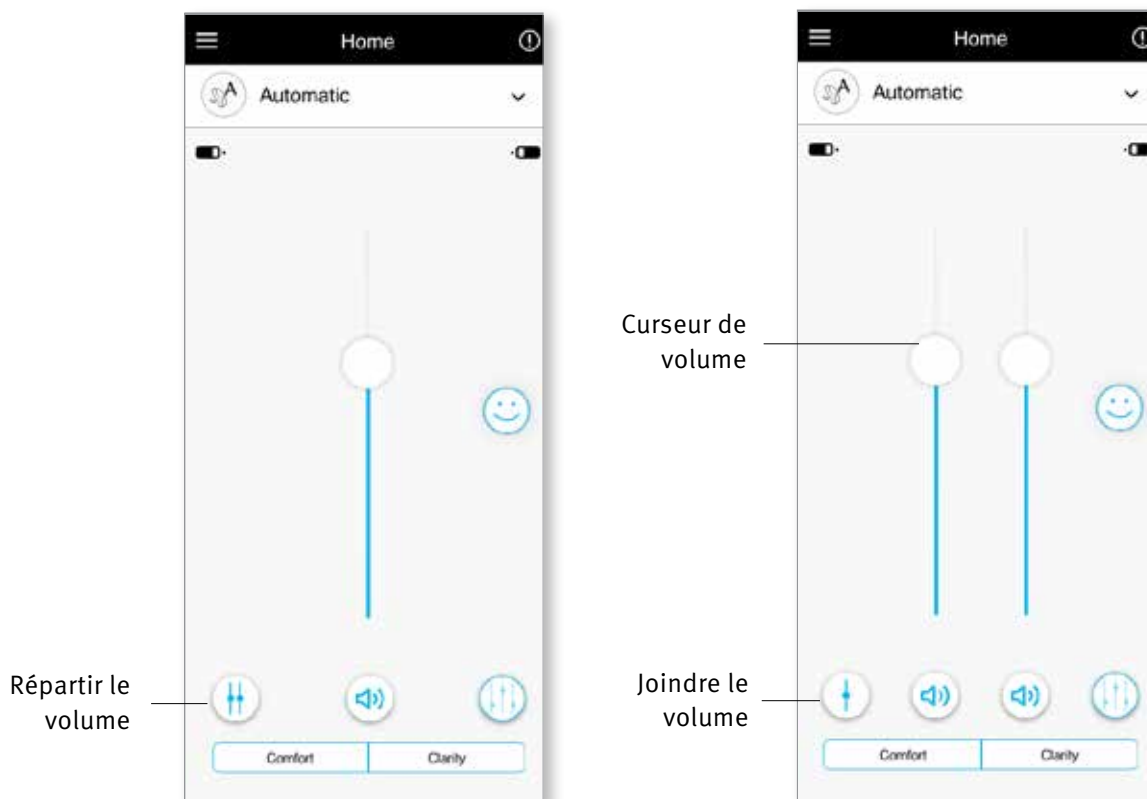 Home
Automatic
Répartir le
volume
Comfort Clarity
Home
Automatic
Curseur de
volume
Joindre le
volume
Comfort Clarity